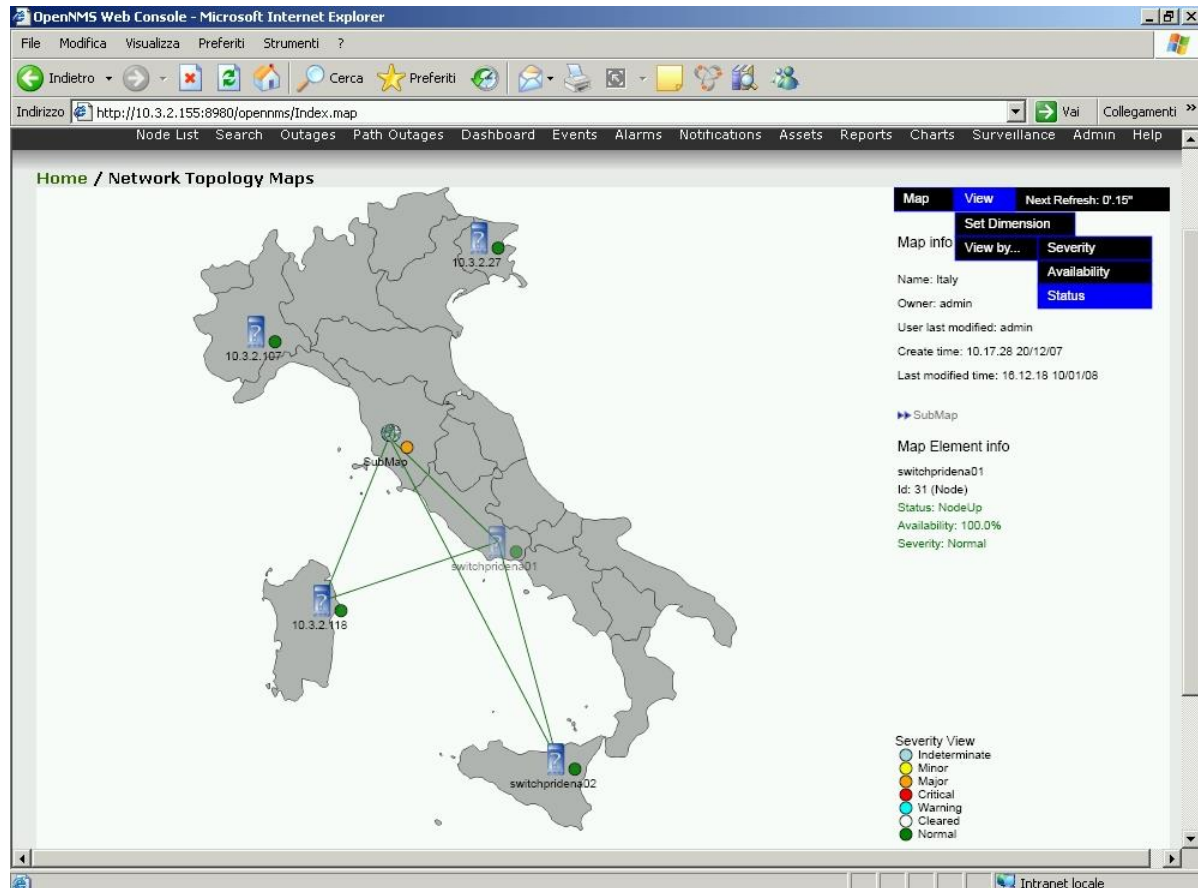 OpenNMS Web Console - Microsoft Internet Explorer
File Modifica Visualizza Preferiti Strumenti ?
Indietro Cerca Preferiti
Indirizzo http://10.3.2.155:8980/opennms/Index.map Vai Collegamenti »
Node List Search Outages Path Outages Dashboard Events Alarms Notifications Assets Reports Charts Surveillance Admin Help
Home / Network Topology Maps
Map View Next Refresh: 0'.15"
Set Dimension
Map info View by... Severity
Availability
Status
Name: Italy
Owner: admin
User last modified: admin
Create time: 10.17.28 20/12/07
Last modified time: 16.12.18 10/01/08
SubMap
Map Element info
switchpridena01
Id: 31 (Node)
Status: NodeUp
Availability: 100.0%
Severity: Normal
10.3.2.27
10.3.2.107
SubMap
switchpridena01
10.3.2.118
switchpridena02
Severity View
Indeterminate
Minor
Major
Critical
Warning
Cleared
Normal
Intranet locale